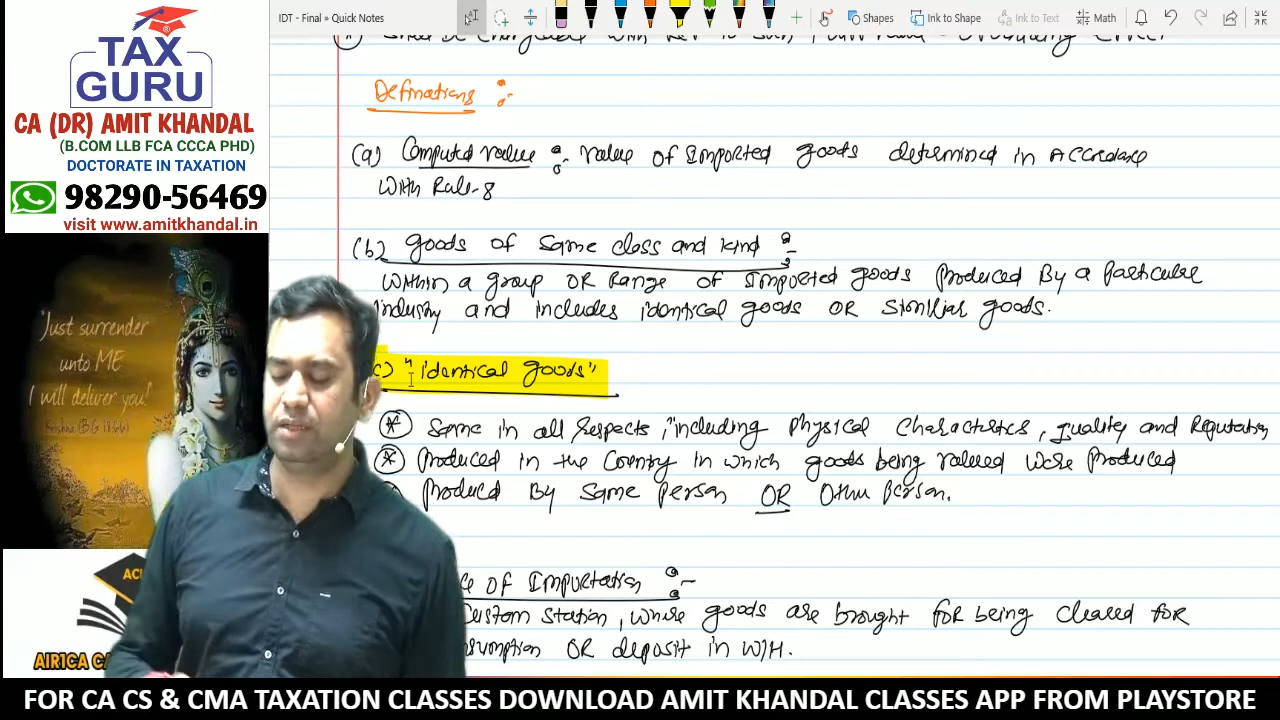 IDT - Final » Quick Notes
Shapes
Ink to Shape
Ink to Text
Math
TAX
GURU
CA (DR) AMIT KHANDAL
(B.COM LLB FCA CCCA PHD)
DOCTORATE IN TAXATION
98290-56469
visit www.amitkhandal.in
"Just surrender
unto ME
I will deliver you!"
Krishna (BG 18:66)
Definations :-
(a) Computed value :- value of Imported goods determined in Accordance
With Rule-8
(b) goods of Same class and kind :-
Within a group OR Range of Imported goods Produced By a Particular
industry and includes identical goods OR Similiar goods.
c) "identical goods"
* Same in all respects, "including Physical Characterstics, quality and Reputation
* Produced in the Country in which goods being valued were produced
Produced By Same Person OR Other Person.
Of Importation :-
Custom Station, where goods are brought for being cleared for
OR deposit in W/H.
FOR CA CS & CMA TAXATION CLASSES DOWNLOAD AMIT KHANDAL CLASSES APP FROM PLAYSTORE